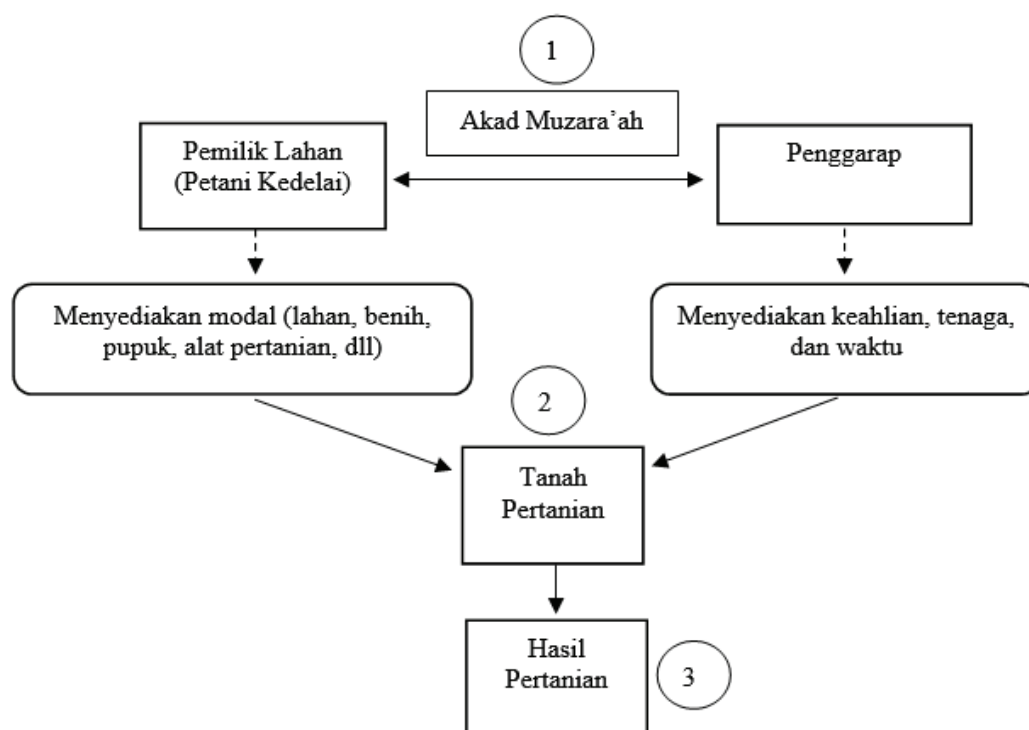 1
Akad Muzara’ah
Pemilik Lahan
(Petani Kedelai)
Penggarap
Menyediakan modal (lahan, benih,
pupuk, alat pertanian, dll)
Menyediakan keahlian, tenaga,
dan waktu
2
Tanah
Pertanian
Hasil
Pertanian
3